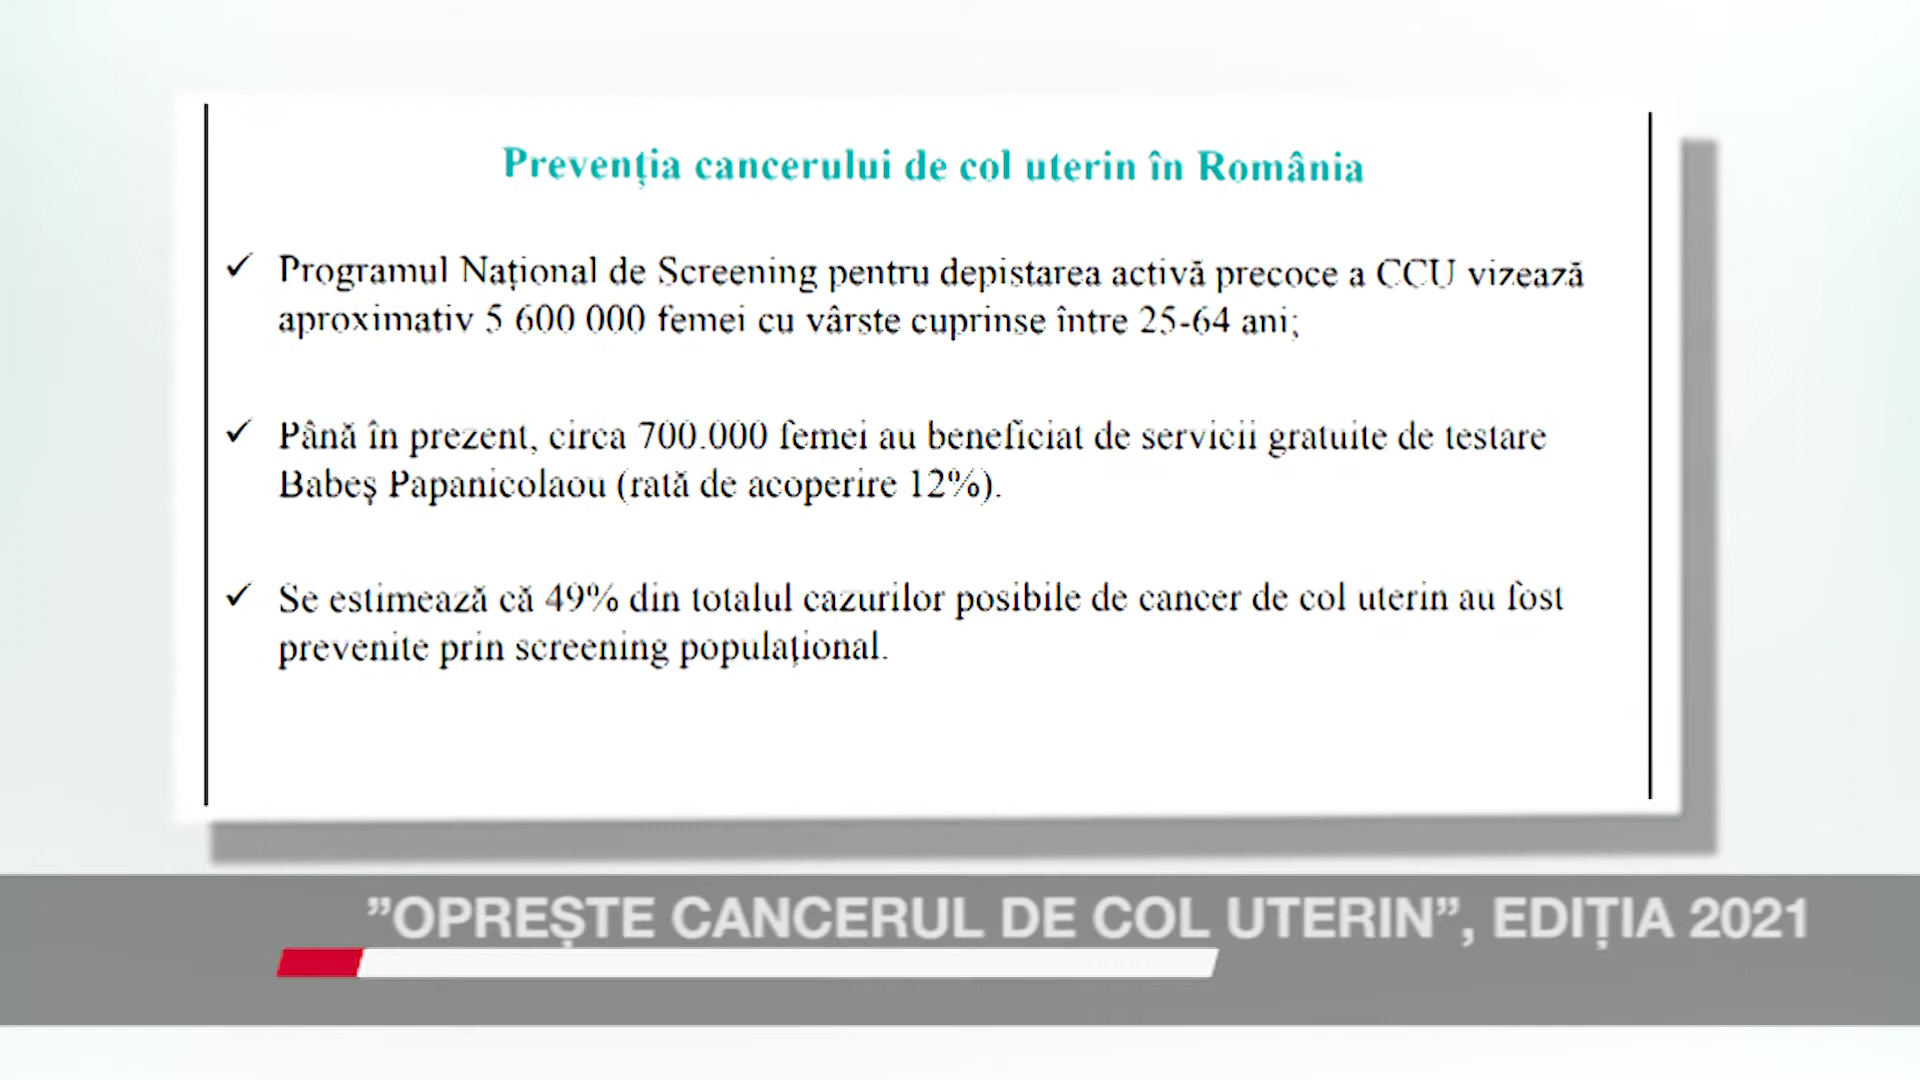 Prevenția cancerului de col uterin în România
✓ Programul Național de Screening pentru depistarea activă precoce a CCU vizează
aproximativ 5 600 000 femei cu vârste cuprinse între 25-64 ani;
✓ Până în prezent, circa 700.000 femei au beneficiat de servicii gratuite de testare
Babeş Papanicolaou (rată de acoperire 12%).
✓ Se estimează că 49% din totalul cazurilor posibile de cancer de col uterin au fost
prevenite prin screening populaţional.
”OPREȘTE CANCERUL DE COL UTERIN”, EDIȚIA 2021